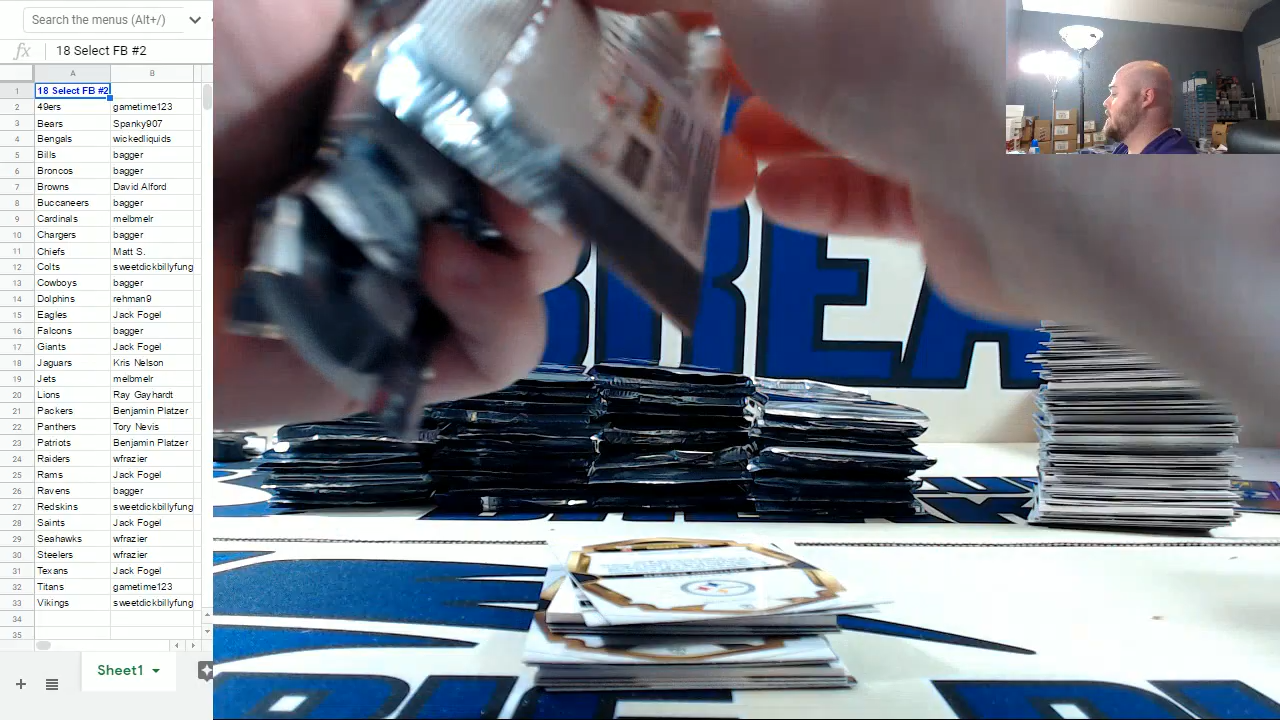 Search the menus (Alt+/)
fx 18 Select FB #2
A B
1 18 Select FB #2
2 49ers gametime123
3 Bears Spanky907
4 Bengals wickedliquids
5 Bills bagger
6 Broncos bagger
7 Browns David Alford
8 Buccaneers bagger
9 Cardinals melbmelr
10 Chargers bagger
11 Chiefs Matt S.
12 Colts sweetdickbillyfung
13 Cowboys bagger
14 Dolphins rehman9
15 Eagles Jack Fogel
16 Falcons bagger
17 Giants Jack Fogel
18 Jaguars Kris Nelson
19 Jets melbmelr
20 Lions Ray Gayhardt
21 Packers Benjamin Platzer
22 Panthers Tory Nevis
23 Patriots Benjamin Platzer
24 Raiders wfrazier
25 Rams Jack Fogel
26 Ravens bagger
27 Redskins sweetdickbillyfung
28 Saints Jack Fogel
29 Seahawks wfrazier
30 Steelers wfrazier
31 Texans Jack Fogel
32 Titans gametime123
33 Vikings sweetdickbillyfung
34
35
Sheet1
BREA